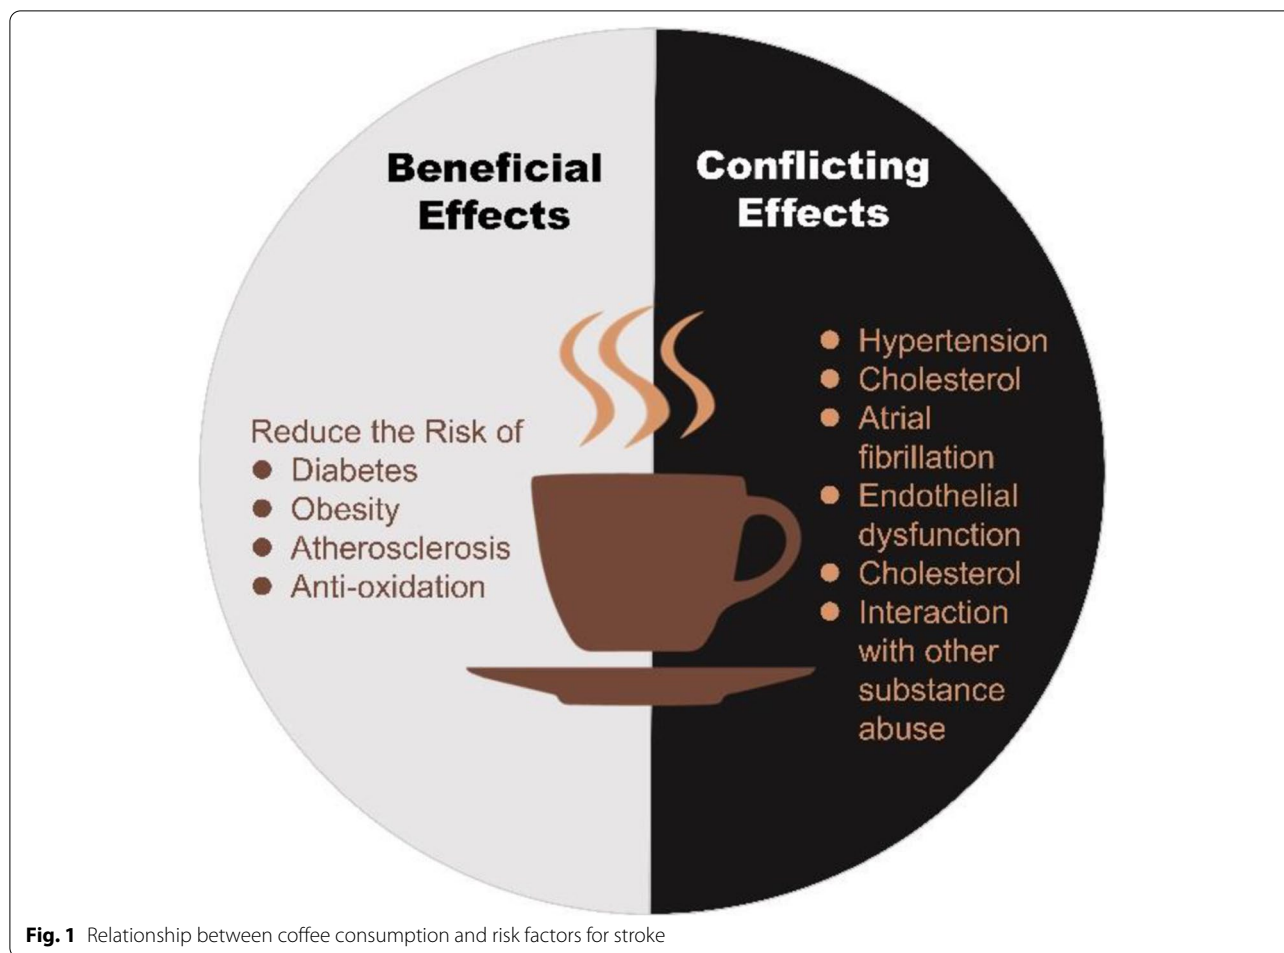 Beneficial
Effects
Reduce the Risk of
● Diabetes
● Obesity
● Atherosclerosis
● Anti-oxidation
Conflicting
Effects
● Hypertension
● Cholesterol
● Atrial
fibrillation
● Endothelial
dysfunction
● Cholesterol
● Interaction
with other
substance
abuse
Fig. 1 Relationship between coffee consumption and risk factors for stroke